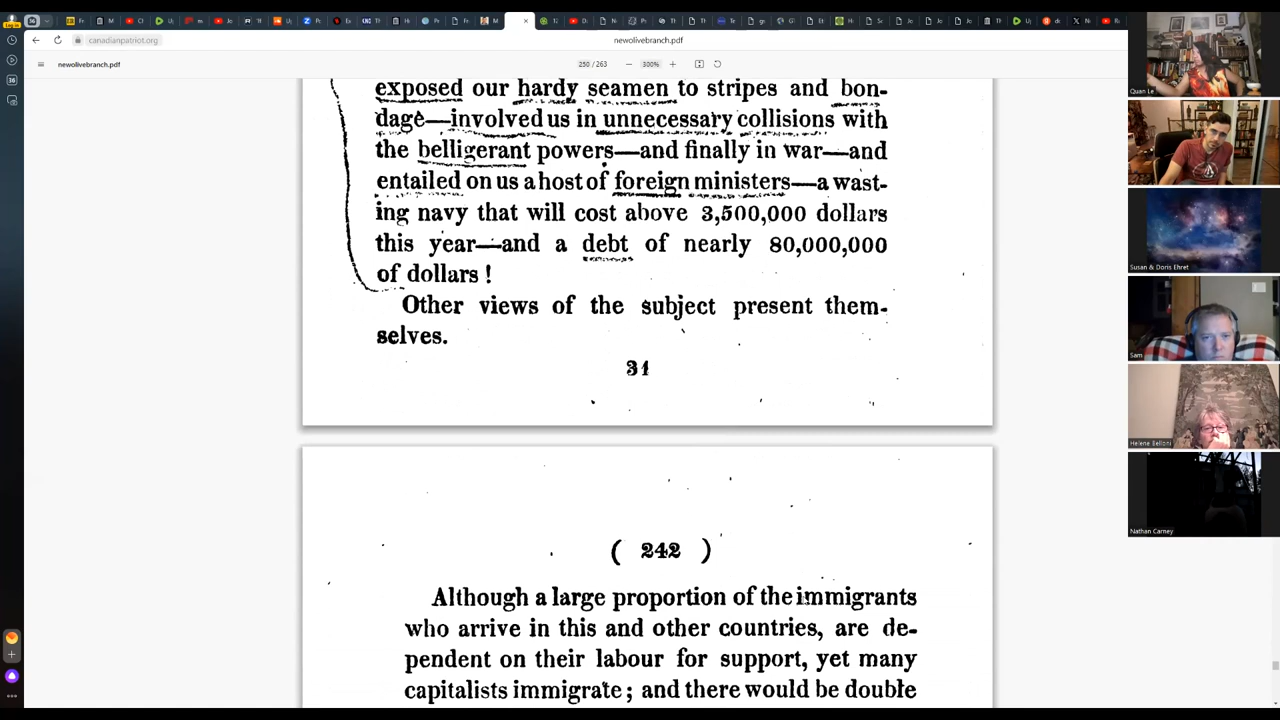 canadianpatriot.org
newolivebranch.pdf
newolivebranch.pdf
250 / 263
300%
exposed our hardy seamen to stripes and bon-
dage—involved us in unnecessary collisions with
the belligerant powers—and finally in war—and
entailed on us a host of foreign ministers—a wast-
ing navy that will cost above 3,500,000 dollars
this year—and a debt of nearly 80,000,000
of dollars !
Other views of the subject present them-
selves.
31
( 242 )
Although a large proportion of the immigrants
who arrive in this and other countries, are de-
pendent on their labour for support, yet many
capitalists immigrate ; and there would be double
Quan Le
Susan & Doris Ehret
Sam
Helene Belloni
Nathan Carney